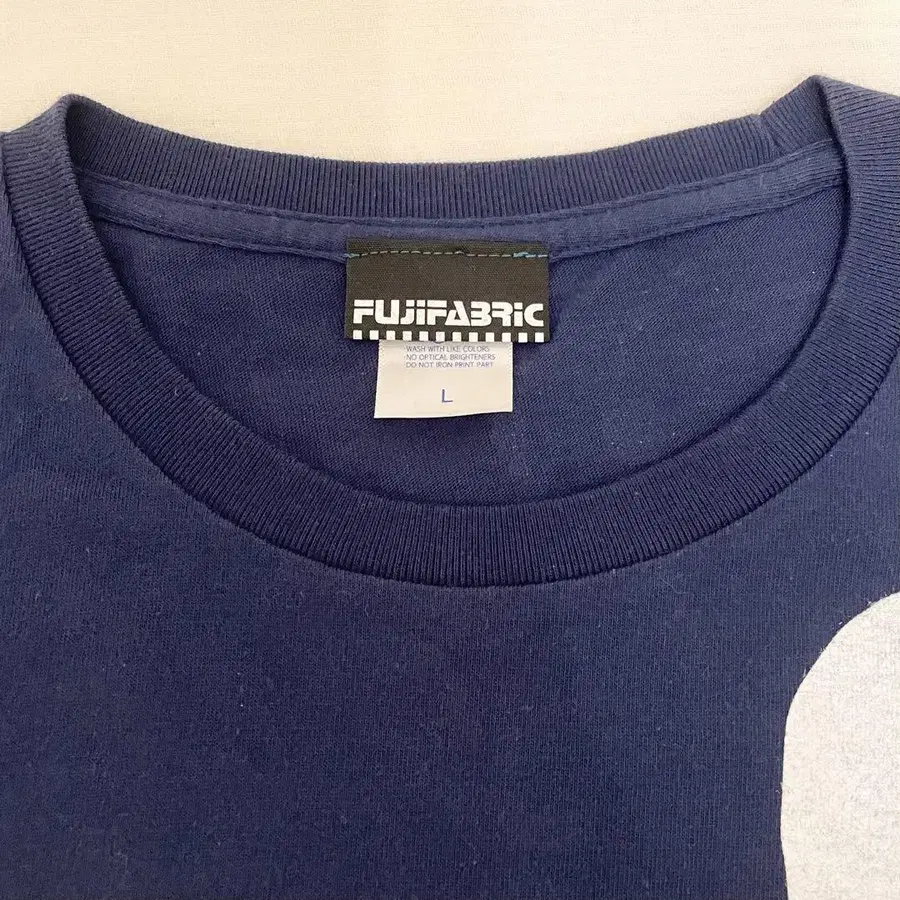 FUJIFABRIC
WASH WITH LIKE COLORS
NO OPTICAL BRIGHTENERS
DO NOT IRON PRINT PART
L